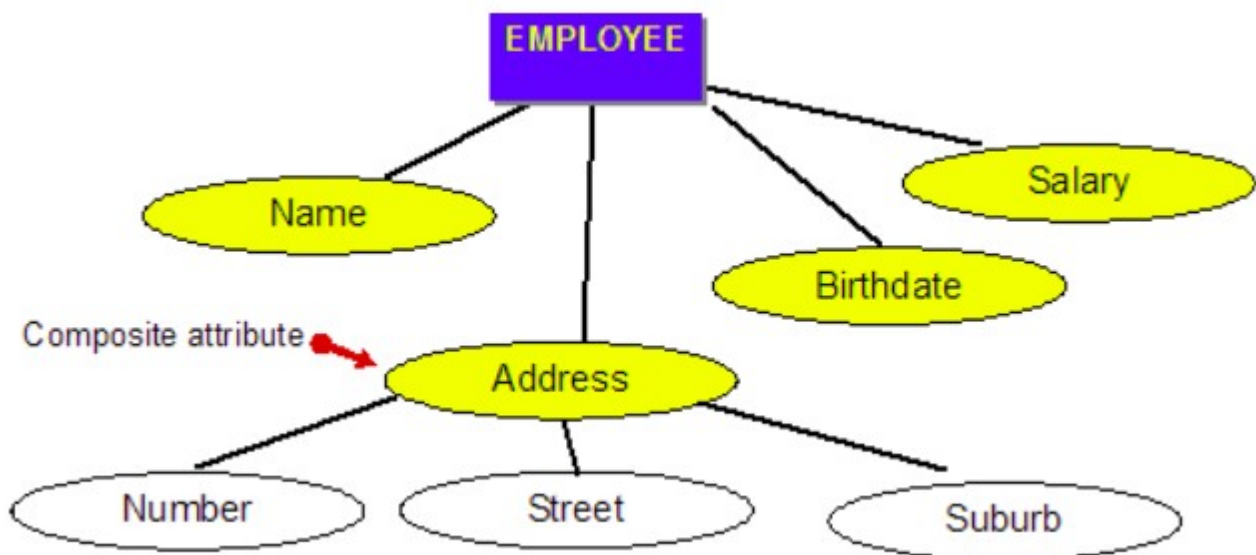 EMPLOYEE
Name
Salary
Birthdate
Composite attribute
Address
Number
Street
Suburb